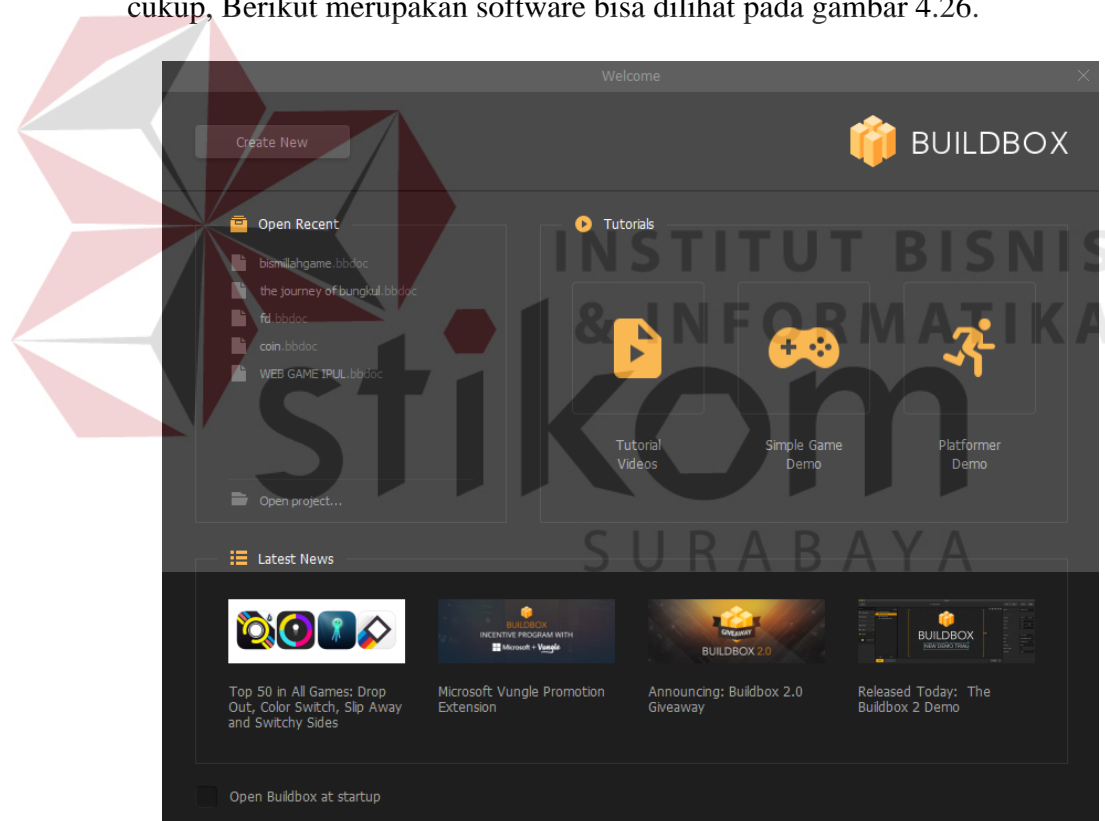 cukup, Berikut merupakan software bisa dilihat pada gambar 4.26.
Welcome
Create New
BUILDBOX
Open Recent
bismillahgame.bbdoc
the journey of bungkul.bbdoc
fd.bbdoc
coin.bbdoc
WEB GAME IPUL.bbdoc
Open project...
Tutorials
INSTITUT BISNIS
& INFORMATIKA
stikom
SURABAYA
Tutorial
Videos
Simple Game
Demo
Platformer
Demo
Latest News
BUILDBOX
INCENTIVE PROGRAM WITH
Microsoft + Vungle
GIVEAWAY
BUILDBOX 2.0
BUILDBOX
NEW DEMO TRIAL
Top 50 in All Games: Drop
Out, Color Switch, Slip Away
and Switchy Sides
Microsoft Vungle Promotion
Extension
Announcing: Buildbox 2.0
Giveaway
Released Today: The
Buildbox 2 Demo
Open Buildbox at startup